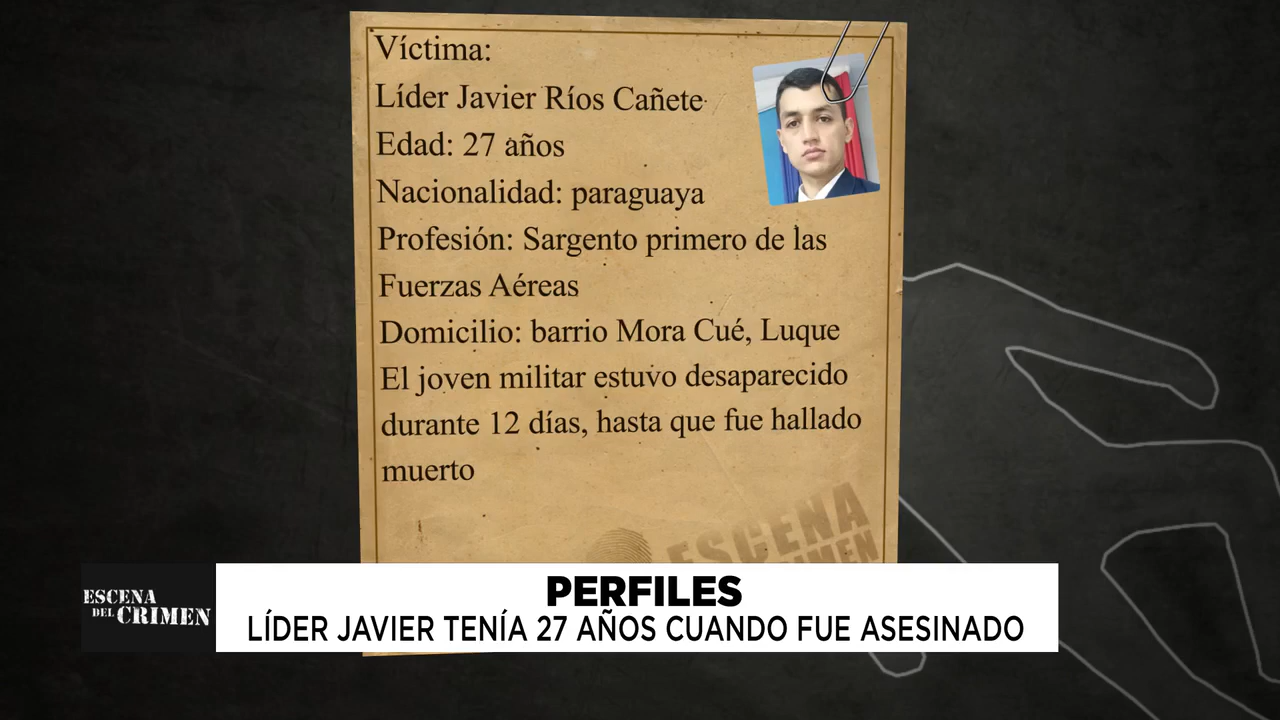 Víctima:
Líder Javier Ríos Cañete
Edad: 27 años
Nacionalidad: paraguaya
Profesión: Sargento primero de las
Fuerzas Aéreas
Domicilio: barrio Mora Cué, Luque
El joven militar estuvo desaparecido
durante 12 días, hasta que fue hallado
muerto
ESCENA
CRIMEN
ESCENA
DEL CRIMEN
PERFILES
LÍDER JAVIER TENÍA 27 AÑOS CUANDO FUE ASESINADO